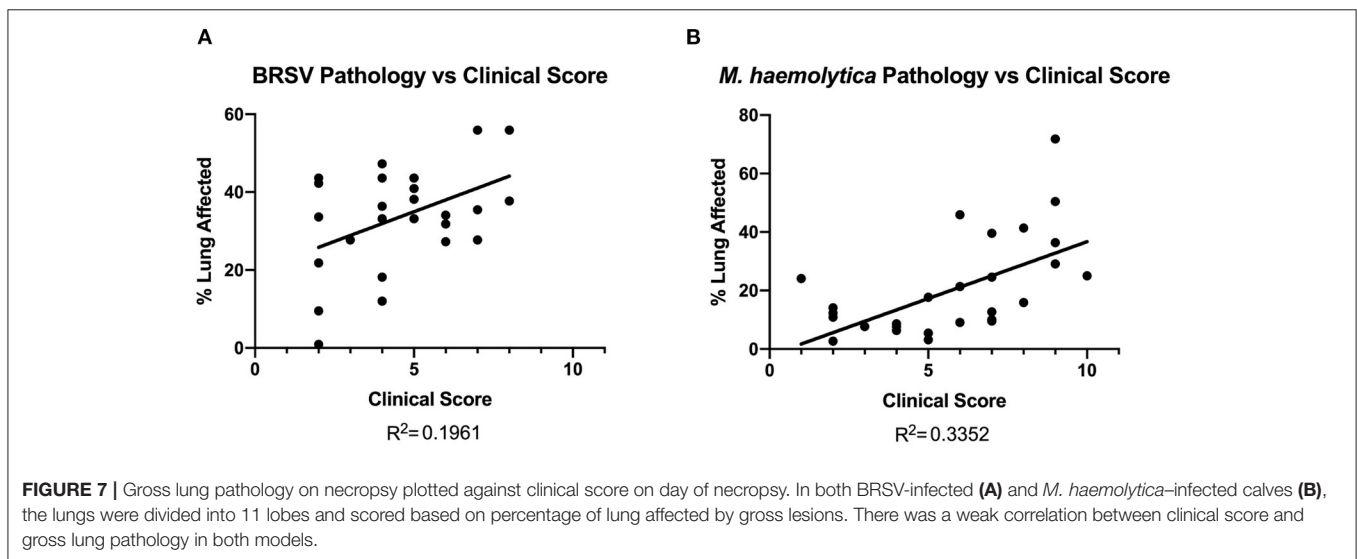 A
BRSV Pathology vs Clinical Score
60
40
20
0
% Lung Affected
0
5
10
Clinical Score
R²=0.1961
B
M. haemolytica Pathology vs Clinical Score
80
60
40
20
0
% Lung Affected
0
5
10
Clinical Score
R²=0.3352
FIGURE 7 | Gross lung pathology on necropsy plotted against clinical score on day of necropsy. In both BRSV-infected (A) and M. haemolytica–infected calves (B),
the lungs were divided into 11 lobes and scored based on percentage of lung affected by gross lesions. There was a weak correlation between clinical score and
gross lung pathology in both models.